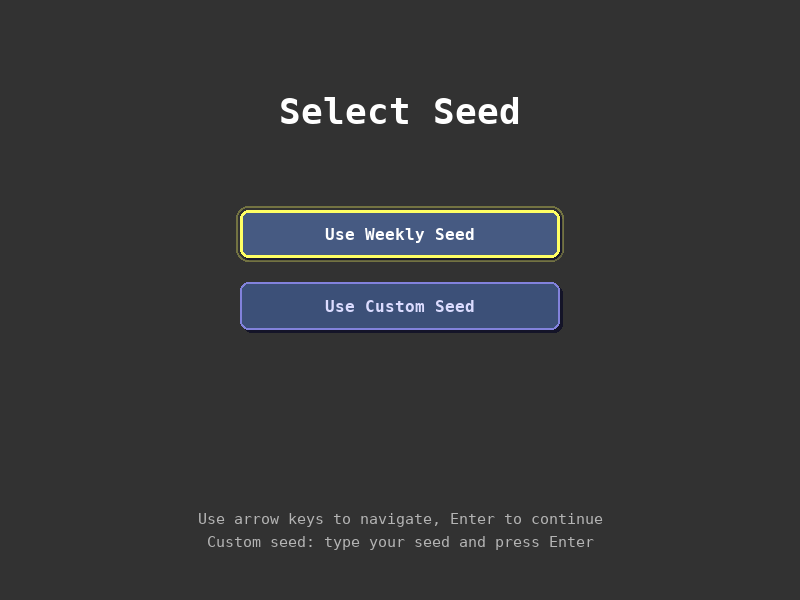 Select Seed
Use Weekly Seed
Use Custom Seed
Use arrow keys to navigate, Enter to continue
Custom seed: type your seed and press Enter